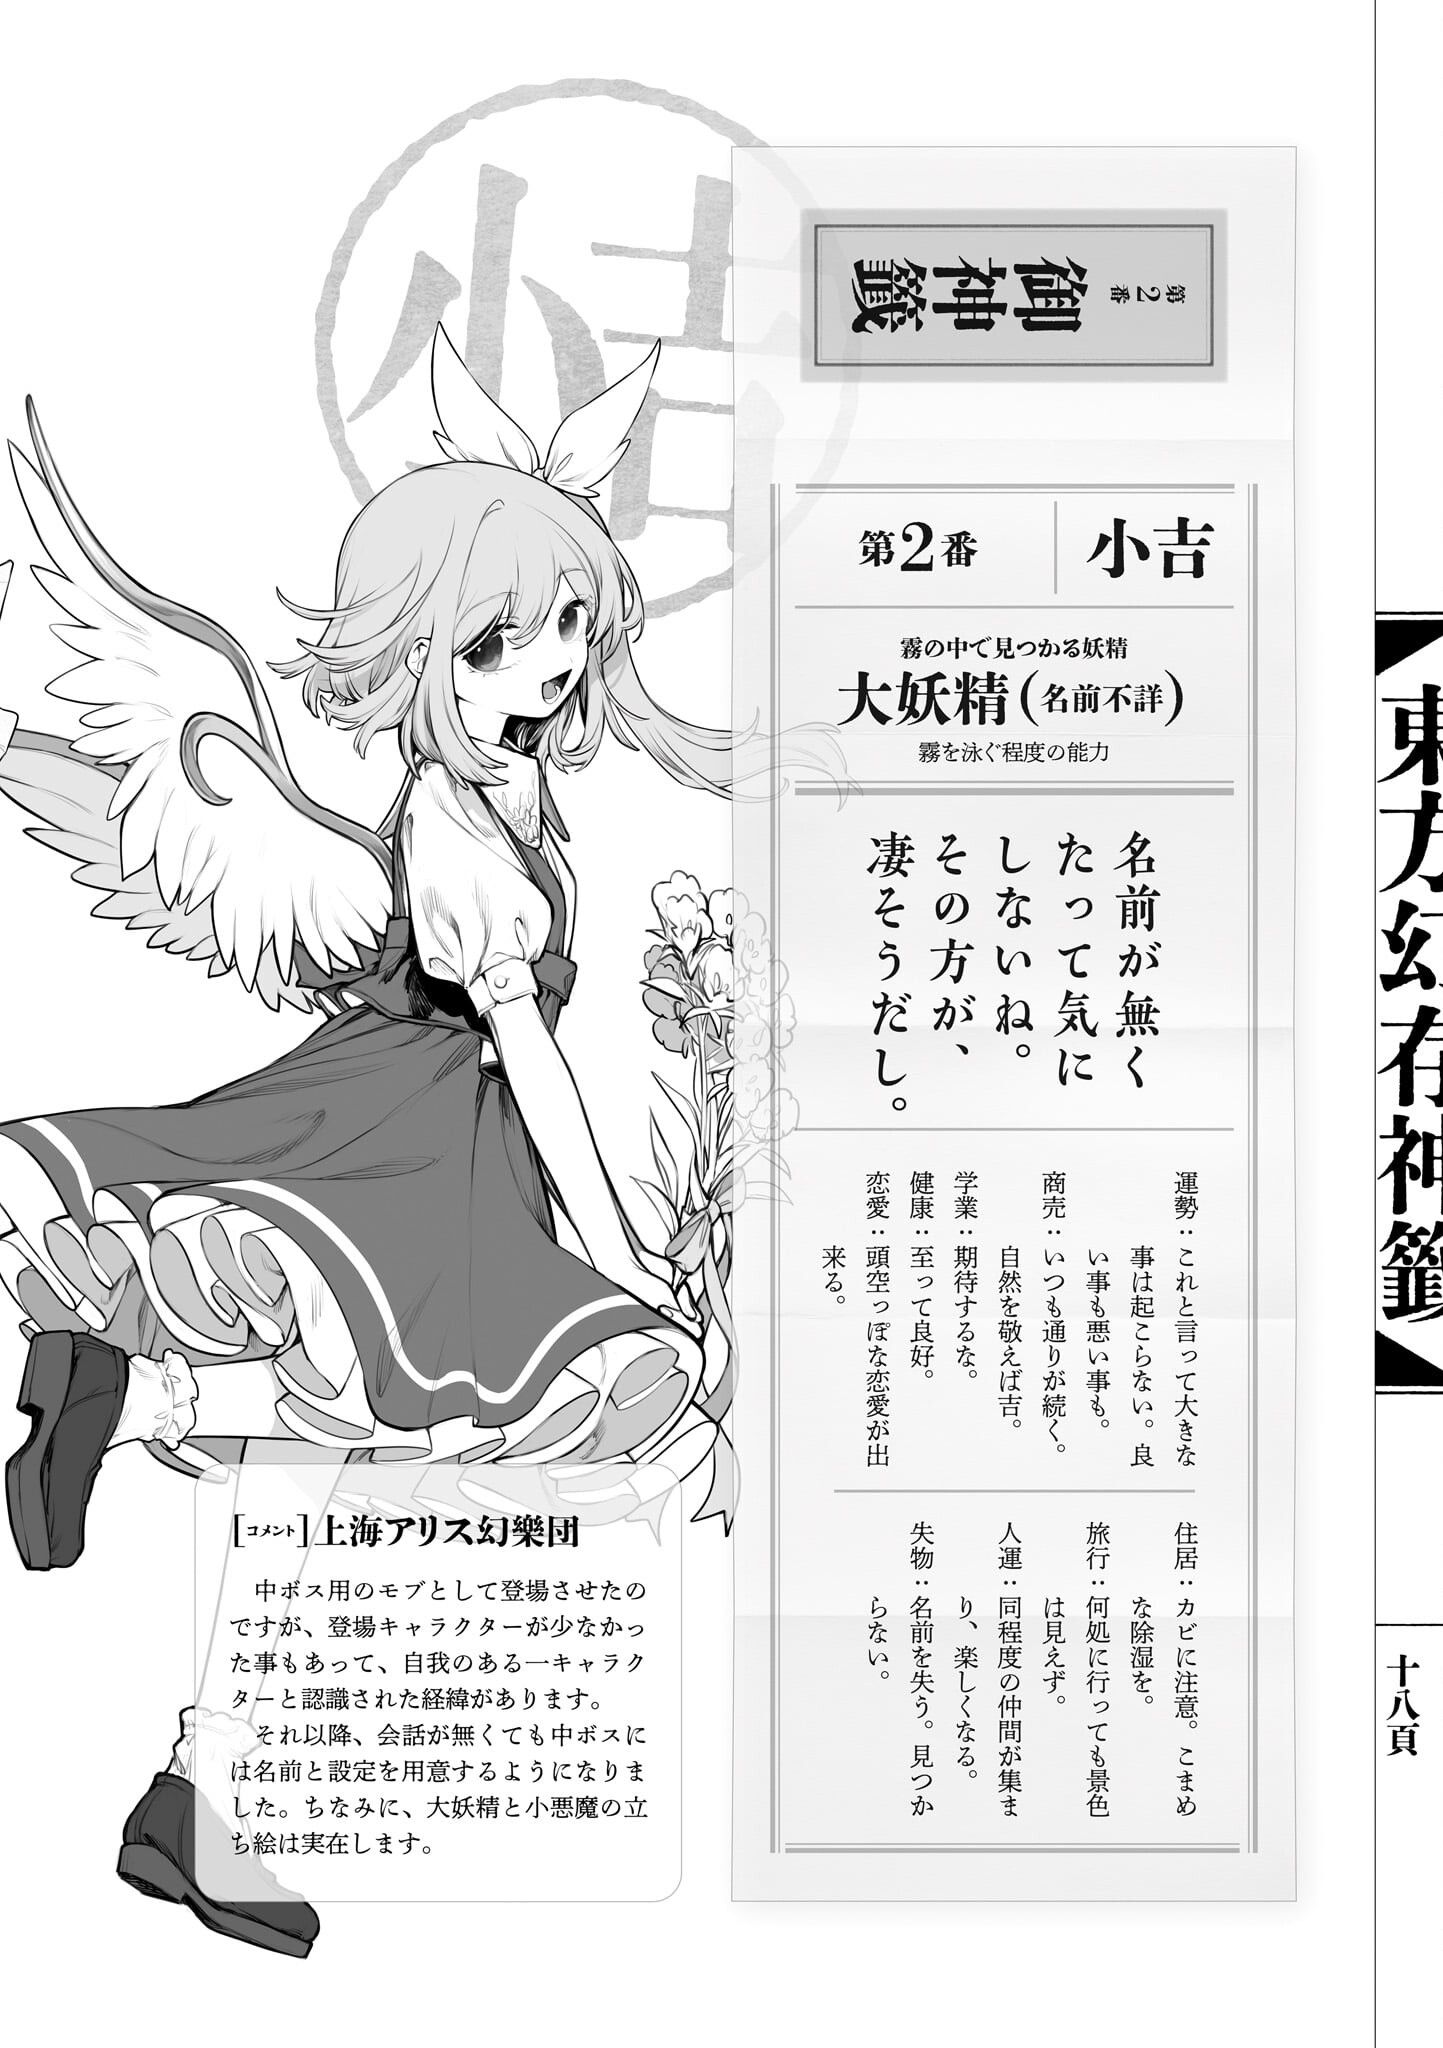 小吉
御神籤
第2番
小吉
第2番
霧の中で見つかる妖精
大妖精(名前不詳)
霧を泳ぐ程度の能力
名前が無く
たって気に
しないね。
その方が、
凄そうだし。
運勢:これと言って大きな
事は起こらない。良
い事も悪い事も。
商売:いつも通りが続く。
自然を敬えば吉。
学業:期待するな。
健康:至って良好。
恋愛:頭空っぽな恋愛が出
来る。
住居:カビに注意。こまめ
な除湿を。
旅行:何処に行っても景色
は見えず。
人運:同程度の仲間が集ま
り、楽しくなる。
失物:名前を失う。見つか
らない。
[コメント]上海アリス幻樂団
中ボス用のモブとして登場させたの
ですが、登場キャラクターが少なかっ
た事もあって、自我のある一キャラク
ターと認識された経緯があります。
それ以降、会話が無くても中ボスに
は名前と設定を用意するようになりま
した。ちなみに、大妖精と小悪魔の立
ち絵は実在します。
東方幻存神籤
十八頁